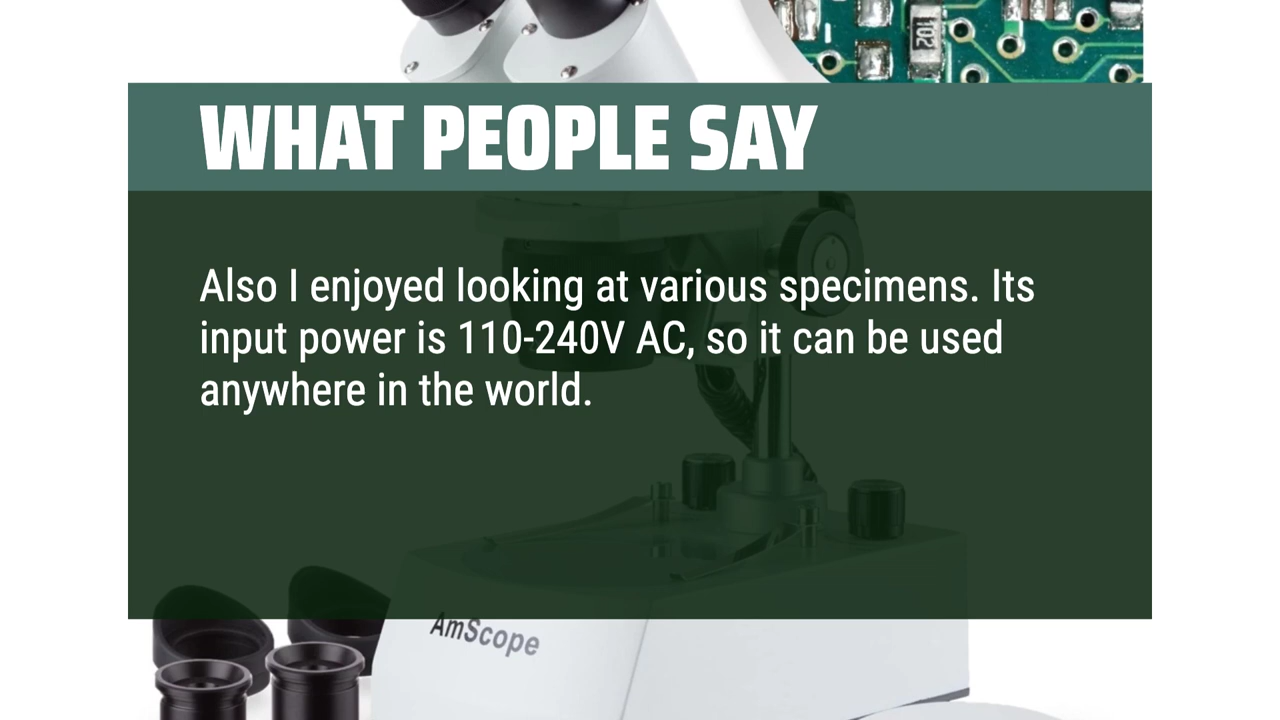 102
WHAT PEOPLE SAY
Also I enjoyed looking at various specimens. Its
input power is 110-240V AC, so it can be used
anywhere in the world.
AmScope